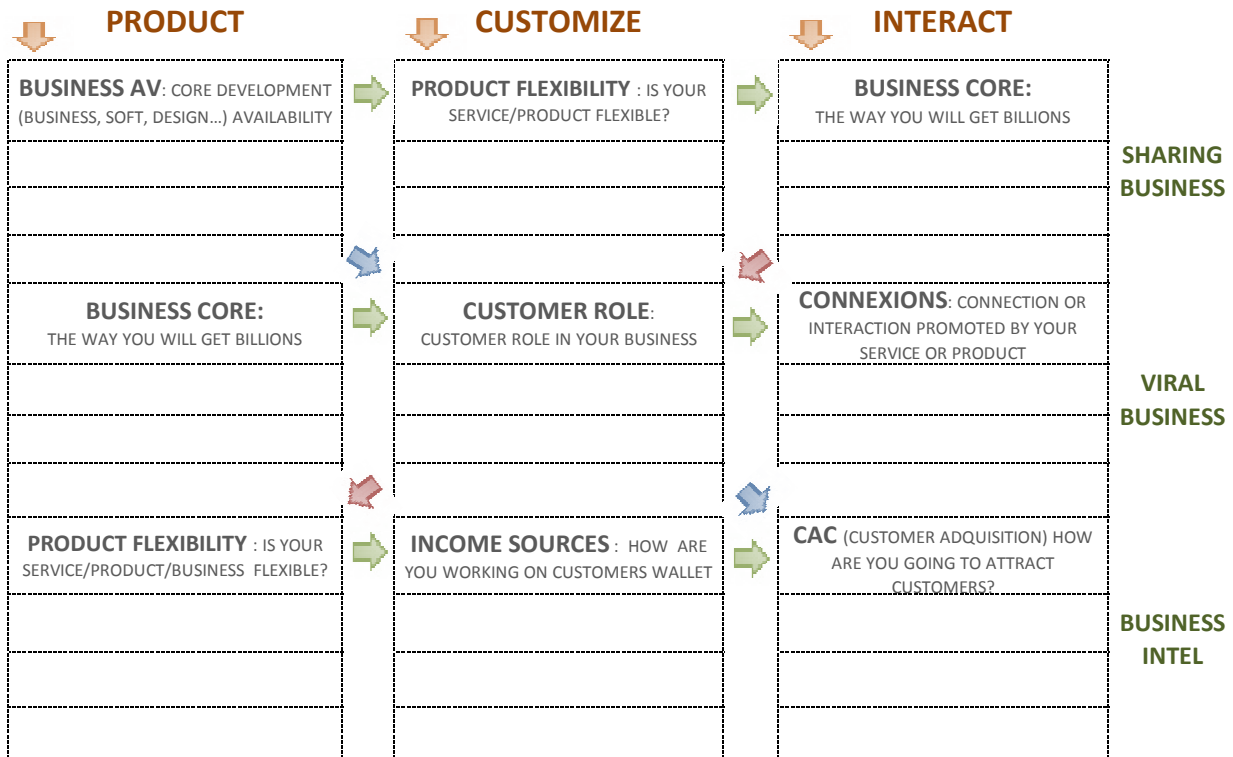 PRODUCT
CUSTOMIZE
INTERACT
BUSINESS AV: CORE DEVELOPMENT
(BUSINESS, SOFT, DESIGN...) AVAILABILITY
PRODUCT FLEXIBILITY : IS YOUR
SERVICE/PRODUCT FLEXIBLE?
BUSINESS CORE:
THE WAY YOU WILL GET BILLIONS
SHARING
BUSINESS
BUSINESS CORE:
THE WAY YOU WILL GET BILLIONS
CUSTOMER ROLE:
CUSTOMER ROLE IN YOUR BUSINESS
CONNEXIONS: CONNECTION OR
INTERACTION PROMOTED BY YOUR
SERVICE OR PRODUCT
VIRAL
BUSINESS
PRODUCT FLEXIBILITY : IS YOUR
SERVICE/PRODUCT/BUSINESS FLEXIBLE?
INCOME SOURCES : HOW ARE
YOU WORKING ON CUSTOMERS WALLET
CAC (CUSTOMER ADQUISITION) HOW
ARE YOU GOING TO ATTRACT
CUSTOMERS?
BUSINESS
INTEL